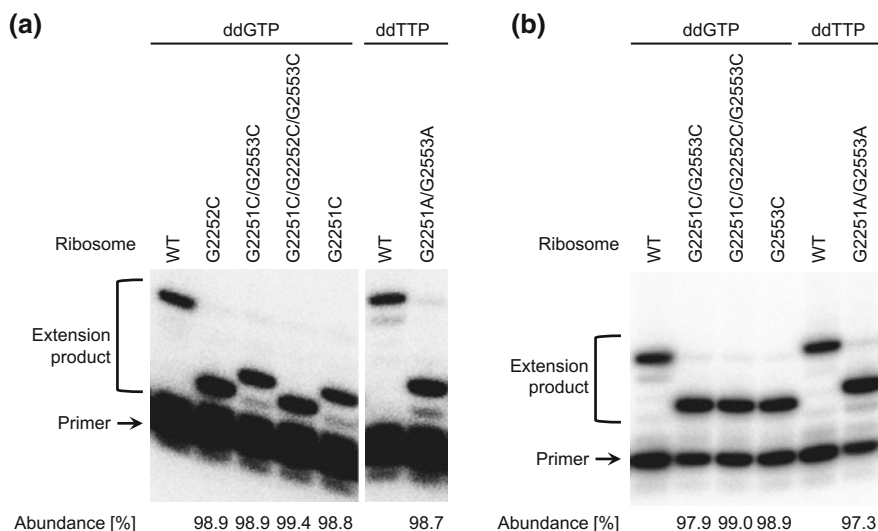 (a)
ddGTP
ddTTP
Ribosome
WT
G2252C
G2251C/G2553C
G2251C/G2252C/G2553C
G2251C
WT
G2251A/G2553A
Extension
product
Primer
Abundance [%]
98.9 98.9 99.4 98.8
98.7
(b)
ddGTP
ddTTP
Ribosome
WT
G2251C/G2553C
G2251C/G2252C/G2553C
G2553C
WT
G2251A/G2553A
Extension
product
Primer
Abundance [%]
97.9 99.0 98.9
97.3